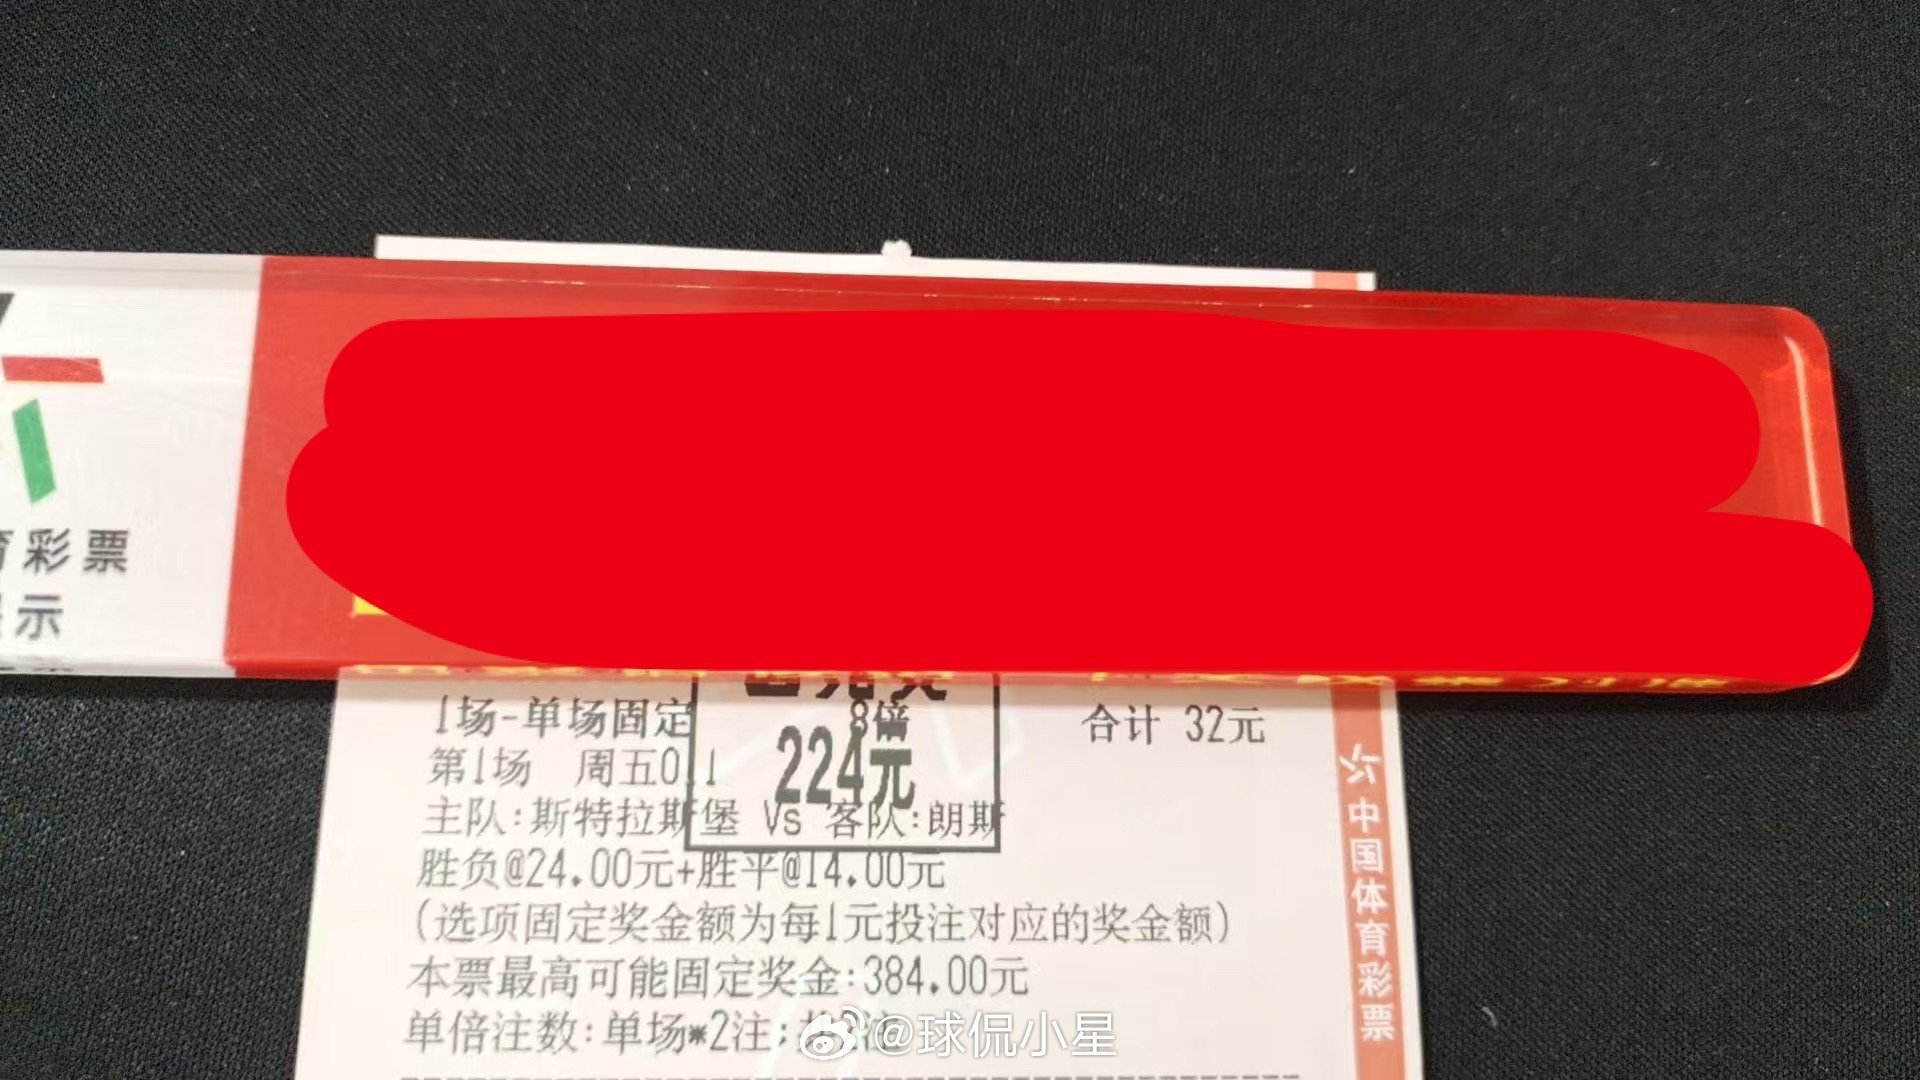 育彩票
示
1场-单场固定
8倍
合计 32元
224元
第1场 周五011
主队:斯特拉斯堡 Vs 客队:朗斯
胜负@24.00元+胜平@14.00元
(选项固定奖金额为每1元投注对应的奖金额)
本票最高可能固定奖金:384.00元
单倍注数:单场*2注;共2注
中国体育彩票
@球侃小星